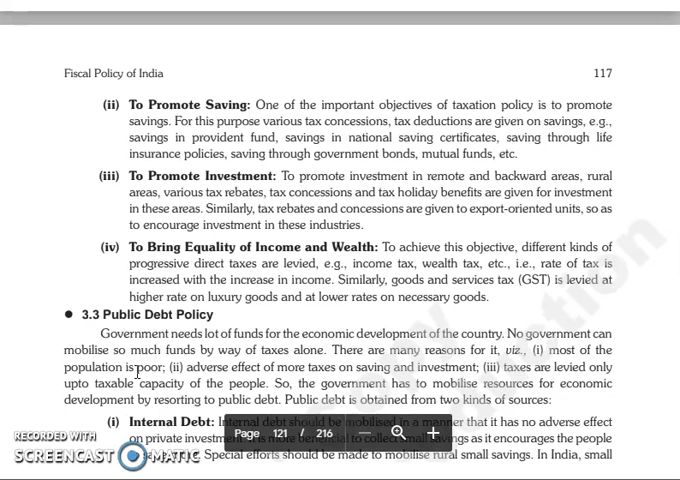 Fiscal Policy of India 117
(ii) To Promote Saving: One of the important objectives of taxation policy is to promote
savings. For this purpose various tax concessions, tax deductions are given on savings, e.g.,
savings in provident fund, savings in national saving certificates, saving through life
insurance policies, saving through government bonds, mutual funds, etc.
(iii) To Promote Investment: To promote investment in remote and backward areas, rural
areas, various tax rebates, tax concessions and tax holiday benefits are given for investment
in these areas. Similarly, tax rebates and concessions are given to export-oriented units, so as
to encourage investment in these industries.
(iv) To Bring Equality of Income and Wealth: To achieve this objective, different kinds of
progressive direct taxes are levied, e.g., income tax, wealth tax, etc., i.e., rate of tax is
increased with the increase in income. Similarly, goods and services tax (GST) is levied at
higher rate on luxury goods and at lower rates on necessary goods.
● 3.3 Public Debt Policy
Government needs lot of funds for the economic development of the country. No government can
mobilise so much funds by way of taxes alone. There are many reasons for it, viz., (i) most of the
population is poor; (ii) adverse effect of more taxes on saving and investment; (iii) taxes are levied only
upto taxable capacity of the people. So, the government has to mobilise resources for economic
development by resorting to public debt. Public debt is obtained from two kinds of sources:
(i) Internal Debt: Internal debt should be mobilised in a manner that it has no adverse effect
on private investment. It is more beneficial to collect small savings as it encourages the people
Special efforts should be made to mobilise rural small savings. In India, small
Page 121 / 216
RECORDED WITH
SCREENCAST MATIC